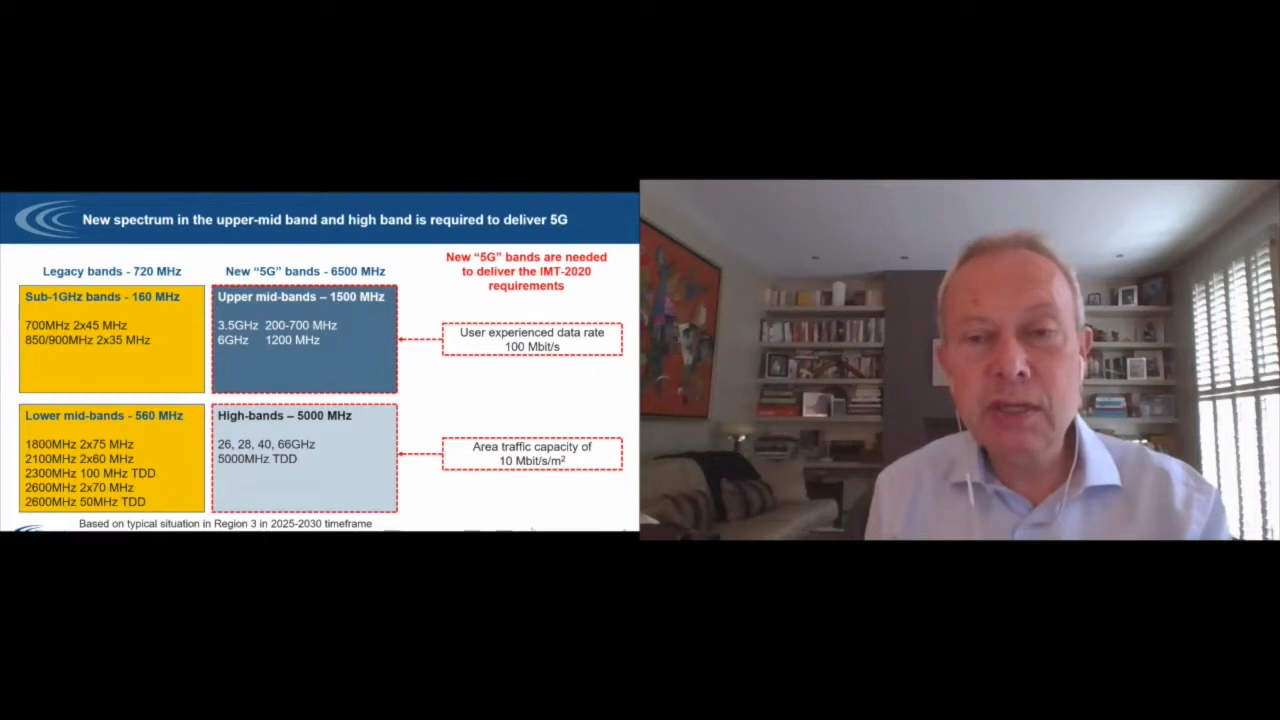 New spectrum in the upper-mid band and high band is required to deliver 5G
Legacy bands - 720 MHz
Sub-1GHz bands - 160 MHz
700MHz 2x45 MHz
850/900MHz 2x35 MHz
Lower mid-bands - 560 MHz
1800MHz 2x75 MHz
2100MHz 2x60 MHz
2300MHz 100 MHz TDD
2600MHz 2x70 MHz
2600MHz 50MHz TDD
New “5G” bands - 6500 MHz
Upper mid-bands – 1500 MHz
3.5GHz 200-700 MHz
6GHz 1200 MHz
High-bands – 5000 MHz
26, 28, 40, 66GHz
5000MHz TDD
New “5G” bands are needed
to deliver the IMT-2020
requirements
User experienced data rate
100 Mbit/s
Area traffic capacity of
10 Mbit/s/m²
Based on typical situation in Region 3 in 2025-2030 timeframe